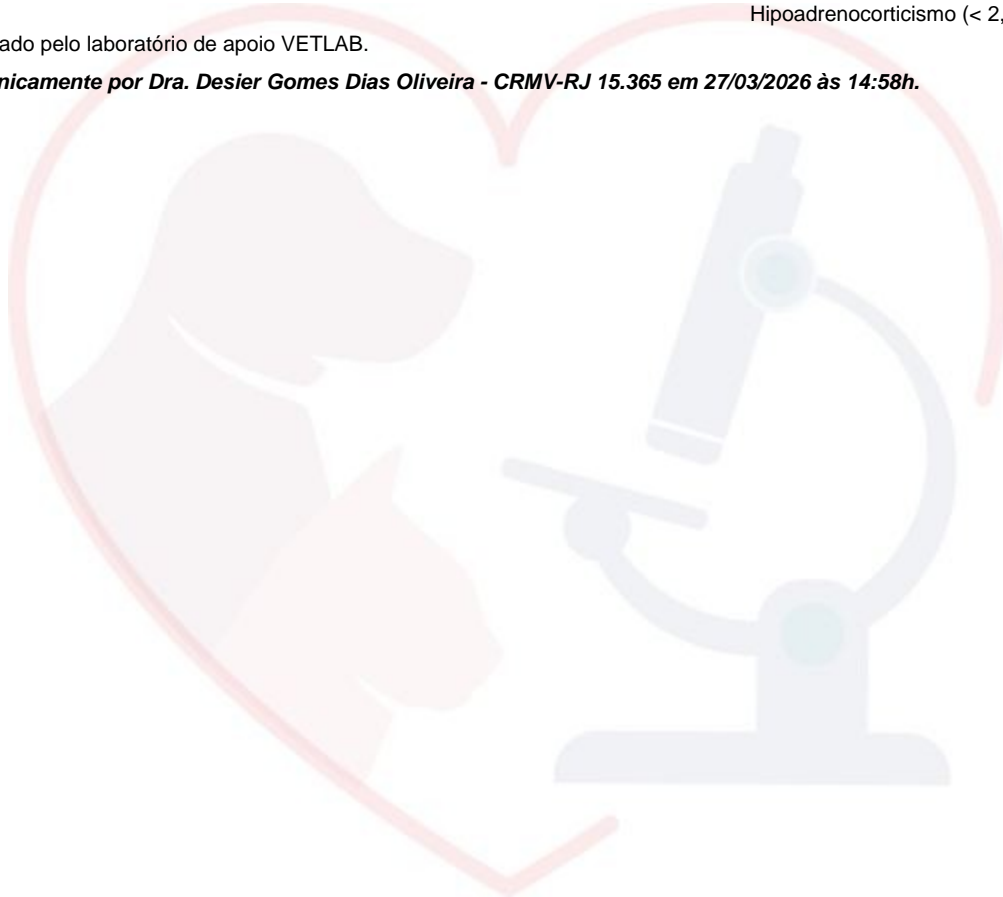 Hipoadrenocorticismo (< 2,
ado pelo laboratório de apoio VETLAB.
nicamente por Dra. Desier Gomes Dias Oliveira - CRMV-RJ 15.365 em 27/03/2026 às 14:58h.